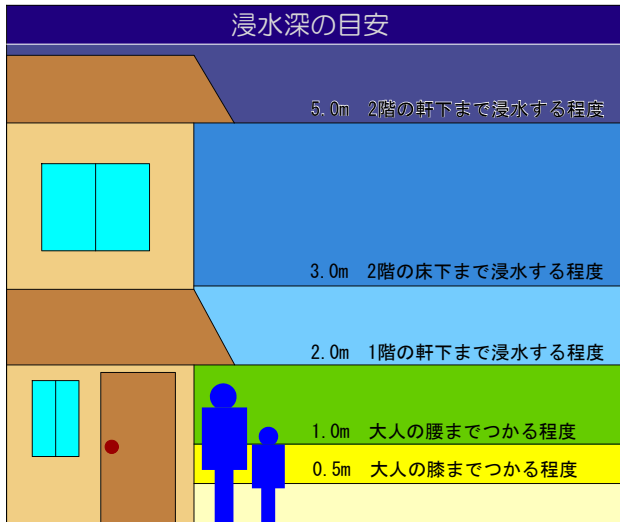 浸水深の目安
5.0m 2階の軒下まで浸水する程度
3.0m 2階の床下まで浸水する程度
2.0m 1階の軒下まで浸水する程度
1.0m 大人の腰までつかる程度
0.5m 大人の膝までつかる程度